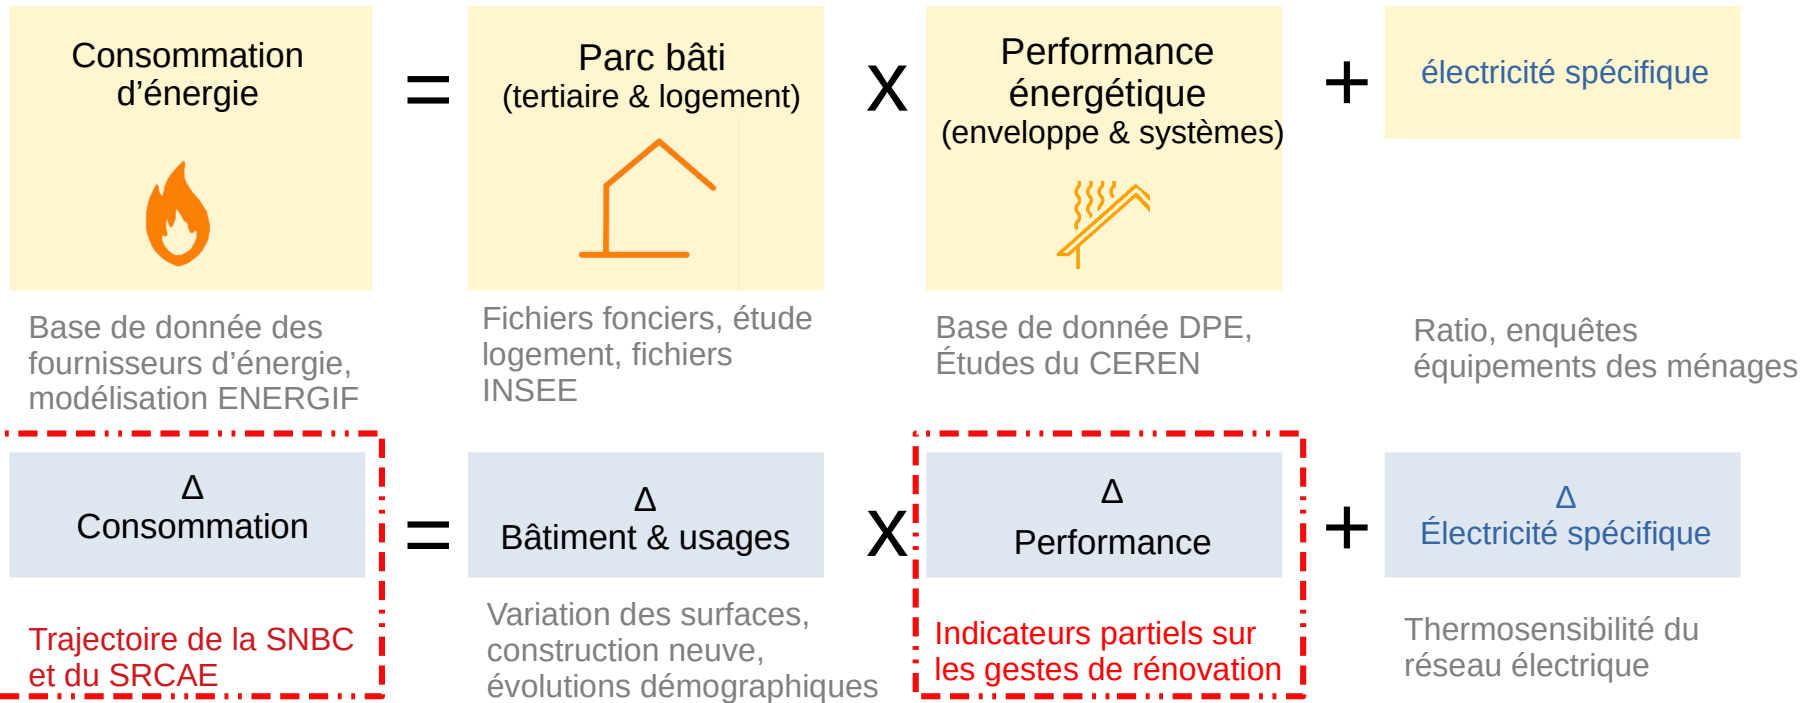 Consommation
d’énergie
=
Parc bâti
(tertiaire & logement)
x
Performance
énergétique
(enveloppe & systèmes)
+
électricité spécifique
Base de donnée des
fournisseurs d’énergie,
modélisation ENERGIF
Fichiers fonciers, étude
logement, fichiers
INSEE
Base de donnée DPE,
Études du CEREN
Ratio, enquêtes
équipements des ménages
Δ
Consommation
=
Δ
Bâtiment & usages
x
Δ
Performance
+
Δ
Électricité spécifique
Trajectoire de la SNBC
et du SRCAE
Variation des surfaces,
construction neuve,
évolutions démographiques
Indicateurs partiels sur
les gestes de rénovation
Thermosensibilité du
réseau électrique